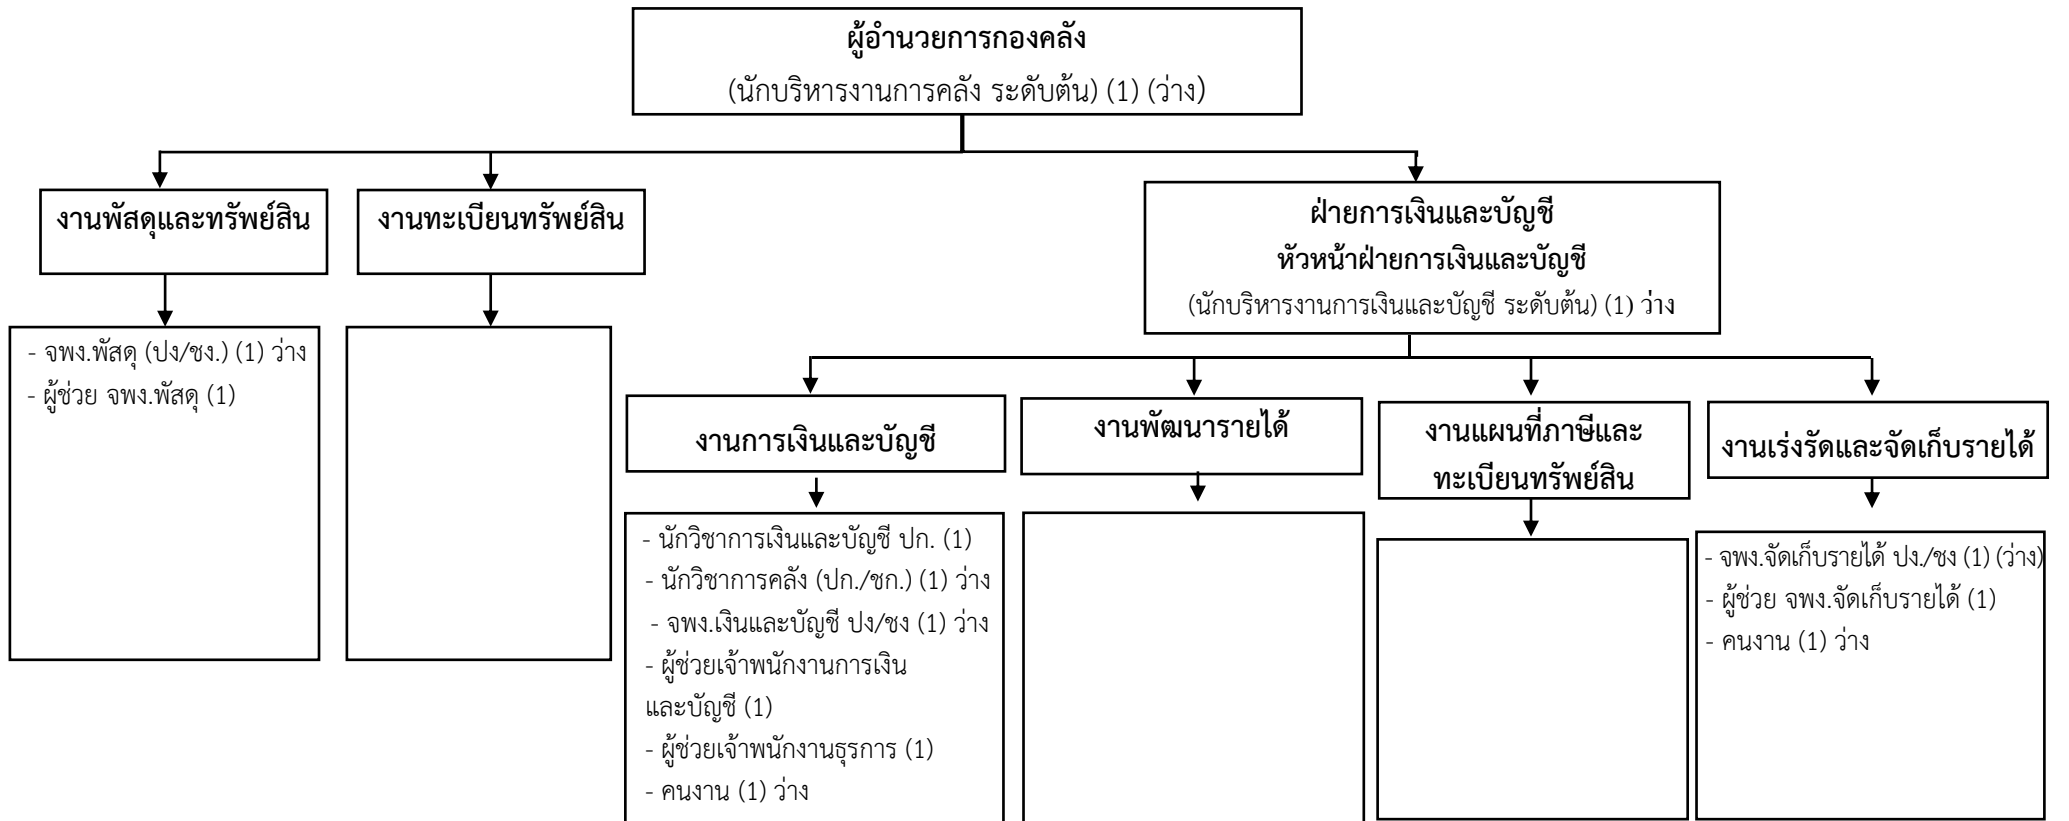 ผู้อำนวยการกองคลัง
(นักบริหารงานการคลัง ระดับต้น) (1) (ว่าง)
งานพัสดุและทรัพย์สิน
งานทะเบียนทรัพย์สิน
ฝ่ายการเงินและบัญชี
หัวหน้าฝ่ายการเงินและบัญชี
(นักบริหารงานการเงินและบัญชี ระดับต้น) (1) ว่าง
- จพง.พัสดุ (ปง/ชง.) (1) ว่าง
- ผู้ช่วย จพง.พัสดุ (1)
งานการเงินและบัญชี
งานพัฒนารายได้
งานแผนที่ภาษีและ
ทะเบียนทรัพย์สิน
งานเร่งรัดและจัดเก็บรายได้
- นักวิชาการเงินและบัญชี ปก. (1)
- นักวิชาการคลัง (ปก./ชก.) (1) ว่าง
- จพง.เงินและบัญชี ปง/ชง (1) ว่าง
- ผู้ช่วยเจ้าพนักงานการเงิน
และบัญชี (1)
- ผู้ช่วยเจ้าพนักงานธุรการ (1)
- คนงาน (1) ว่าง
- จพง.จัดเก็บรายได้ ปง./ชง (1) (ว่าง)
- ผู้ช่วย จพง.จัดเก็บรายได้ (1)
- คนงาน (1) ว่าง